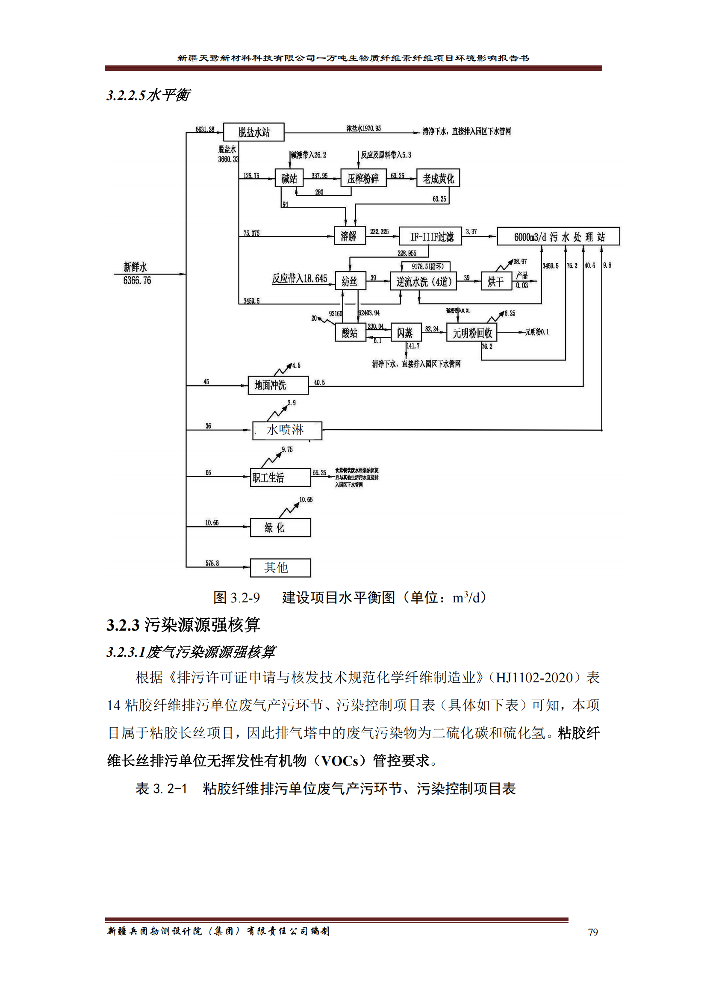 新疆天鹭新材料科技有限公司一万吨生物质纤维素纤维项目环境影响报告书
3.2.2.5水平衡
5631.28
脱盐水站
浓盐水1970.95
清净下水，直接排入园区下水管网
脱盐水
3660.33
碱液带入26.2
反应及原料带入5.3
125.75
碱站
337.95
压榨粉碎
63.25
老成黄化
280
94
63.25
75.075
溶解
232.325
IF-IIIF过滤
3.37
6000m3/d 污 水 处 理 站
228.955
新鲜水
6366.76
反应带入18.645
纺丝
39
9178.5(循环)
逆流水洗（4道）
39
38.97
烘干
产品
0.03
3459.5
76.2
40.5
9.6
3459.5
92160
92403.94
20
酸站
230.04
6.1
闪蒸
82.24
碱液带入0.31
6.25
元明粉回收
元明粉0.1
141.7
76.2
清净下水，直接排入园区下水管网
4.5
45
地面冲洗
40.5
3.9
36
水喷淋
9.75
65
职工生活
55.25
食堂餐饮废水经隔油沉淀
后与其他生活污水直接排
入园区下水管网
10.65
10.65
绿 化
578.8
其他
图 3.2-9 建设项目水平衡图（单位：m³/d）
3.2.3 污染源源强核算
3.2.3.1废气污染源源强核算
根据《排污许可证申请与核发技术规范化学纤维制造业》（HJ1102-2020）表
14 粘胶纤维排污单位废气产污环节、污染控制项目表（具体如下表）可知，本项
目属于粘胶长丝项目，因此排气塔中的废气污染物为二硫化碳和硫化氢。粘胶纤
维长丝排污单位无挥发性有机物（VOCs）管控要求。
表 3.2-1 粘胶纤维排污单位废气产污环节、污染控制项目表
新疆兵团勘测设计院（集团）有限责任公司编制
79